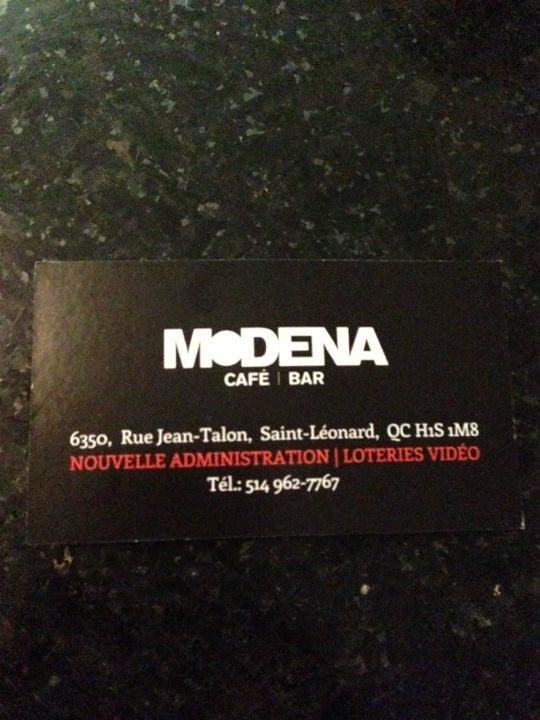 MODENA
CAFÉ | BAR
6350, Rue Jean-Talon, Saint-Léonard, QC H1S 1M8
NOUVELLE ADMINISTRATION | LOTERIES VIDÉO
Tél.: 514 962-7767